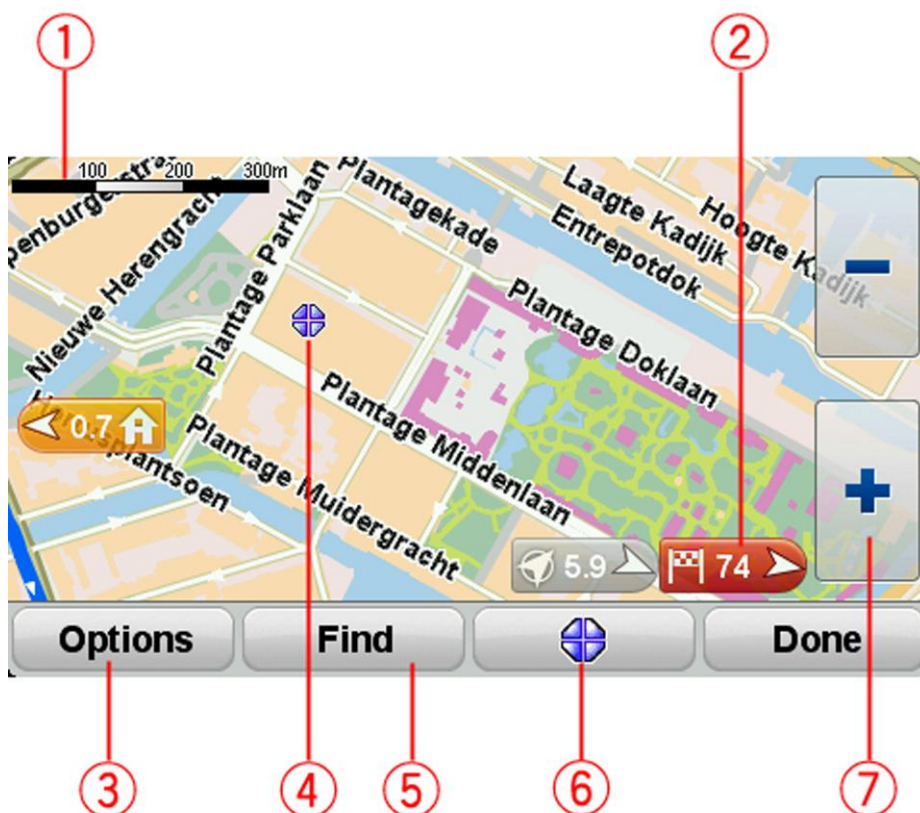 1
2
100 200 300m
Plantage Parklaan
Plantagekade
Laagte Kadijk
Hoogte Kadijk
Entrepotdok
Nieuwe Herengracht
Plantage Doklaan
0.7
Plantage Middenlaan
Plantage Muidergracht
5.9
74
Options
Find
Done
3
4
5
6
7